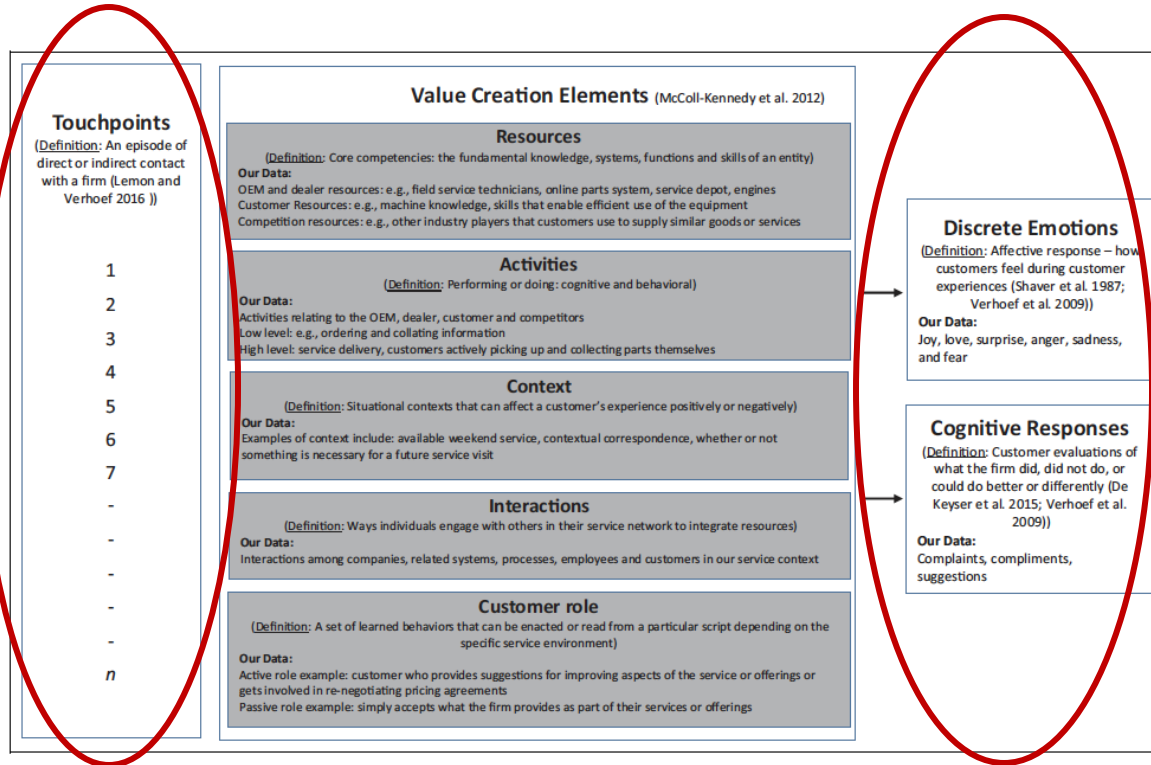 Touchpoints
(Definition: An episode of
direct or indirect contact
with a firm (Lemon and
Verhoef 2016 ))
1
2
3
4
5
6
7
-
-
-
-
-
n
Value Creation Elements (McColl-Kennedy et al. 2012)
Resources
(Definition: Core competencies: the fundamental knowledge, systems, functions and skills of an entity)
Our Data:
OEM and dealer resources: e.g., field service technicians, online parts system, service depot, engines
Customer Resources: e.g., machine knowledge, skills that enable efficient use of the equipment
Competition resources: e.g., other industry players that customers use to supply similar goods or services
Activities
(Definition: Performing or doing: cognitive and behavioral)
Our Data:
Activities relating to the OEM, dealer, customer and competitors
Low level: e.g., ordering and collating information
High level: service delivery, customers actively picking up and collecting parts themselves
Context
(Definition: Situational contexts that can affect a customer's experience positively or negatively)
Our Data:
Examples of context include: available weekend service, contextual correspondence, whether or not
something is necessary for a future service visit
Interactions
(Definition: Ways individuals engage with others in their service network to integrate resources)
Our Data:
Interactions among companies, related systems, processes, employees and customers in our service context
Customer role
(Definition: A set of learned behaviors that can be enacted or read from a particular script depending on the
specific service environment)
Our Data:
Active role example: customer who provides suggestions for improving aspects of the service or offerings or
gets involved in re-negotiating pricing agreements
Passive role example: simply accepts what the firm provides as part of their services or offerings
Discrete Emotions
(Definition: Affective response – how
customers feel during customer
experiences (Shaver et al. 1987;
Verhoef et al. 2009))
Our Data:
Joy, love, surprise, anger, sadness,
and fear
Cognitive Responses
(Definition: Customer evaluations of
what the firm did, did not do, or
could do better or differently (De
Keyser et al. 2015; Verhoef et al.
2009))
Our Data:
Complaints, compliments,
suggestions